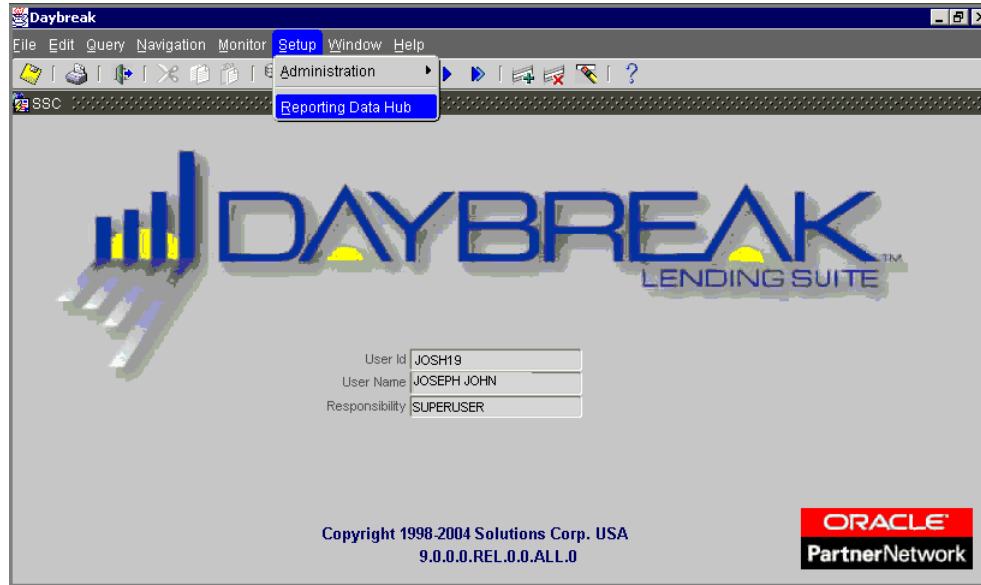 Daybreak
File Edit Query Navigation Monitor Setup Window Help
Administration
?
SSC
Reporting Data Hub
DAYBREAK
TM
LENDING SUITE
User Id JOSH19
User Name JOSEPH JOHN
Responsibility SUPERUSER
Copyright 1998-2004 Solutions Corp. USA
9.0.0.0.REL.0.0.ALL.0
ORACLE
PartnerNetwork